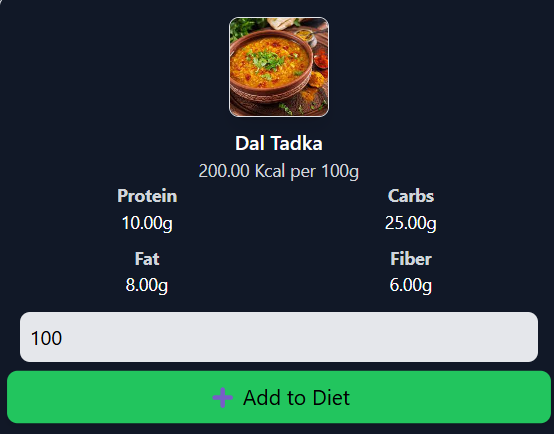 Dal Tadka
200.00 Kcal per 100g
Protein Carbs
10.00g 25.00g
Fat Fiber
8.00g 6.00g
100
Add to Diet